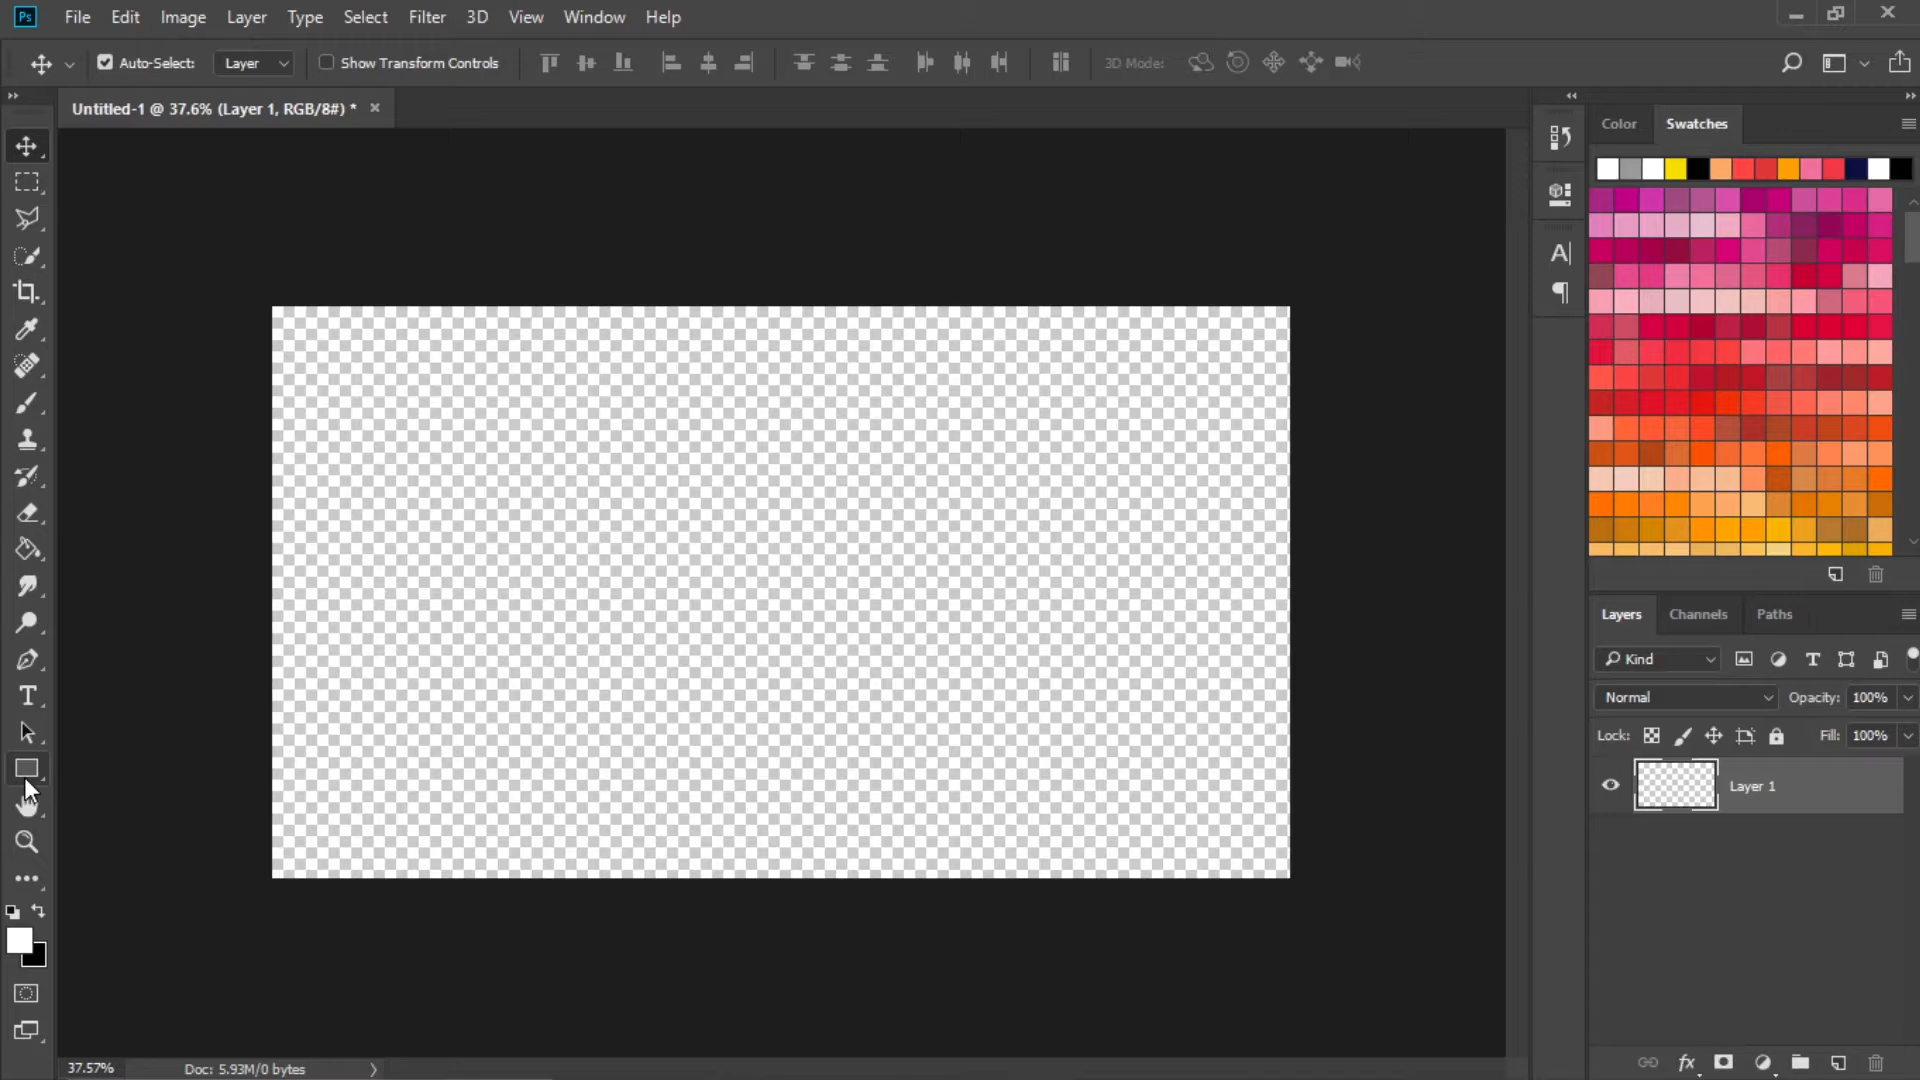 Ps File Edit Image Layer Type Select Filter 3D View Window Help
Auto-Select: Layer Show Transform Controls 3D Mode:
Untitled-1 @ 37.6% (Layer 1, RGB/8#) *
Color Swatches
Layers Channels Paths
Kind
Normal Opacity: 100%
Lock: Fill: 100%
Layer 1
37.57% Doc: 5.93M/0 bytes